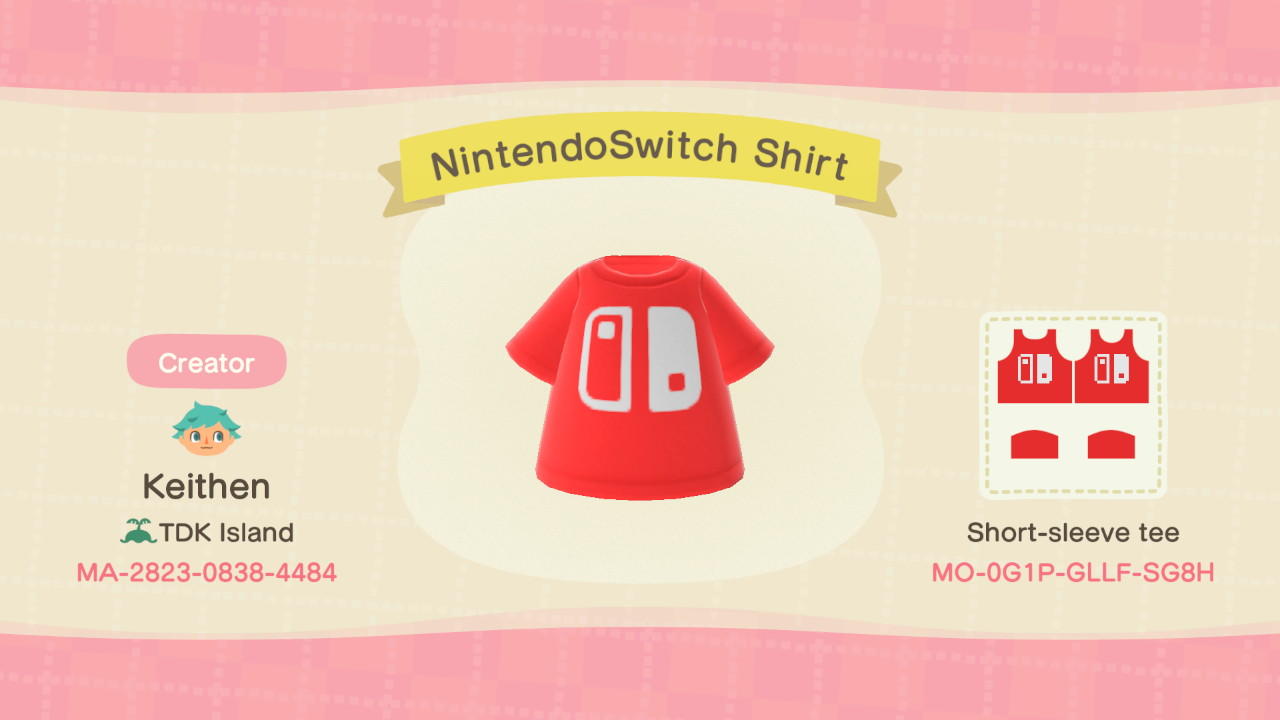 NintendoSwitch Shirt
Creator
Keithen
TDK Island
MA-2823-0838-4484
Short-sleeve tee
MO-0G1P-GLLF-SG8H